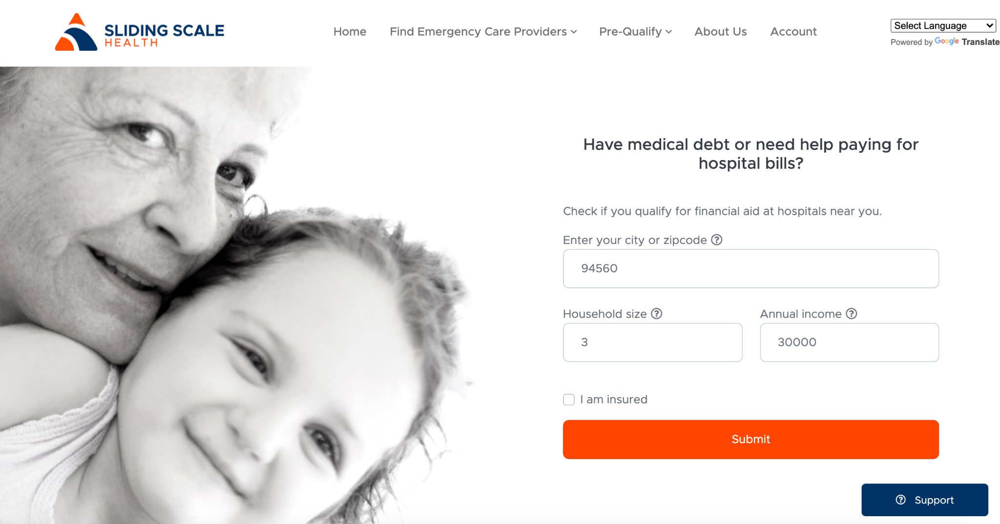 SLIDING SCALE
HEALTH
Home
Find Emergency Care Providers
Pre-Qualify
About Us
Account
Select Language
Powered by Google Translate
Have medical debt or need help paying for
hospital bills?
Check if you qualify for financial aid at hospitals near you.
Enter your city or zipcode ?
94560
Household size ?
Annual income ?
3
30000
I am insured
Submit
? Support